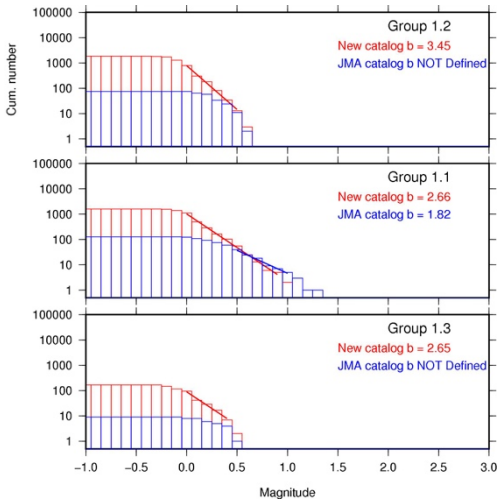 100000
10000
1000
100
10
1
Group 1.2
New catalog b = 3.45
JMA catalog b NOT Defined
Cum. number
100000
10000
1000
100
10
1
Group 1.1
New catalog b = 2.66
JMA catalog b = 1.82
100000
10000
1000
100
10
1
Group 1.3
New catalog b = 2.65
JMA catalog b NOT Defined
−1.0 −0.5 0.0 0.5 1.0 1.5 2.0 2.5 3.0
Magnitude